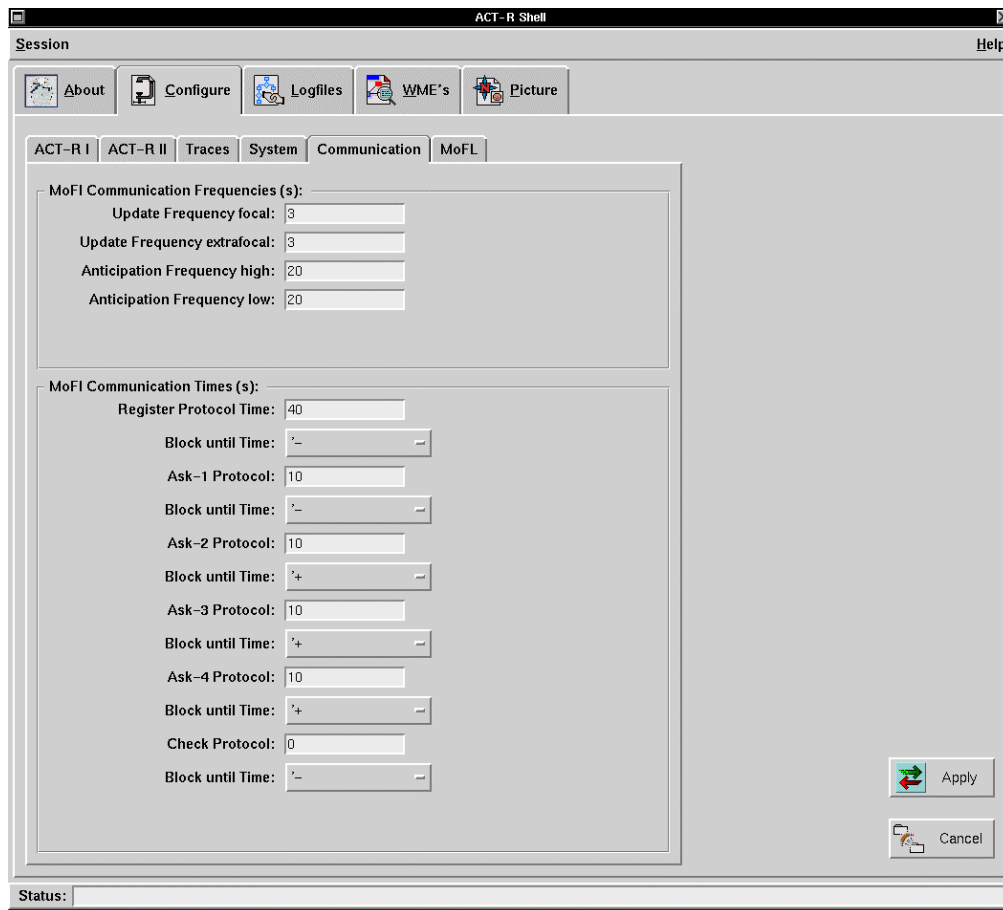 ACT-R Shell
Session Help
About Configure Logfiles WME's Picture
ACT-R I ACT-R II Traces System Communication MoFL
MoFl Communication Frequencies (s):
Update Frequency focal: 3
Update Frequency extrafocal: 3
Anticipation Frequency high: 20
Anticipation Frequency low: 20
MoFl Communication Times (s):
Register Protocol Time: 40
Block until Time: '-
Ask-1 Protocol: 10
Block until Time: '-
Ask-2 Protocol: 10
Block until Time: '+
Ask-3 Protocol: 10
Block until Time: '+
Ask-4 Protocol: 10
Block until Time: '+
Check Protocol: 0
Block until Time: '-
Apply
Cancel
Status: